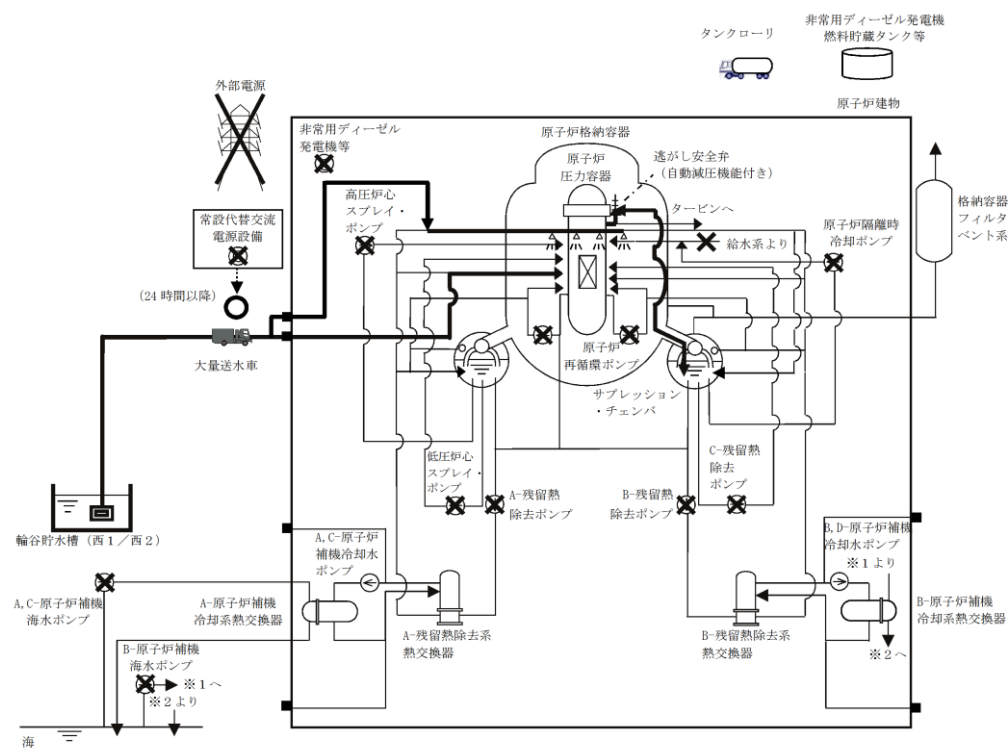 タンクローリ
非常用ディーゼル発電機
燃料貯蔵タンク等
外部電源
原子炉建物
非常用ディーゼル
発電機等
原子炉格納容器
原子炉
圧力容器
逃がし安全弁
(自動減圧機能付き)
高圧炉心
スプレイ・
ポンプ
タービンへ
給水系より
原子炉隔離時
冷却ポンプ
格納容器
フィルタ
ベント系
常設代替交流
電源設備
(24時間以降)
大量送水車
原子炉
再循環ポンプ
サプレッション
・チェンバ
低圧炉心
スプレイ・
ポンプ
A-残留熱
除去ポンプ
B-残留熱
除去ポンプ
C-残留熱
除去
ポンプ
輪谷貯水槽(西1/西2)
A,C-原子炉
補機冷却水
ポンプ
B,D-原子炉補機
冷却水ポンプ
※1より
A,C-原子炉補機
海水ポンプ
A-原子炉補機
冷却系熱交換器
A-残留熱除去系
熱交換器
B-残留熱除去系
熱交換器
B-原子炉補機
冷却系熱交換器
※2へ
B-原子炉補機
海水ポンプ
※1へ
※2より
海